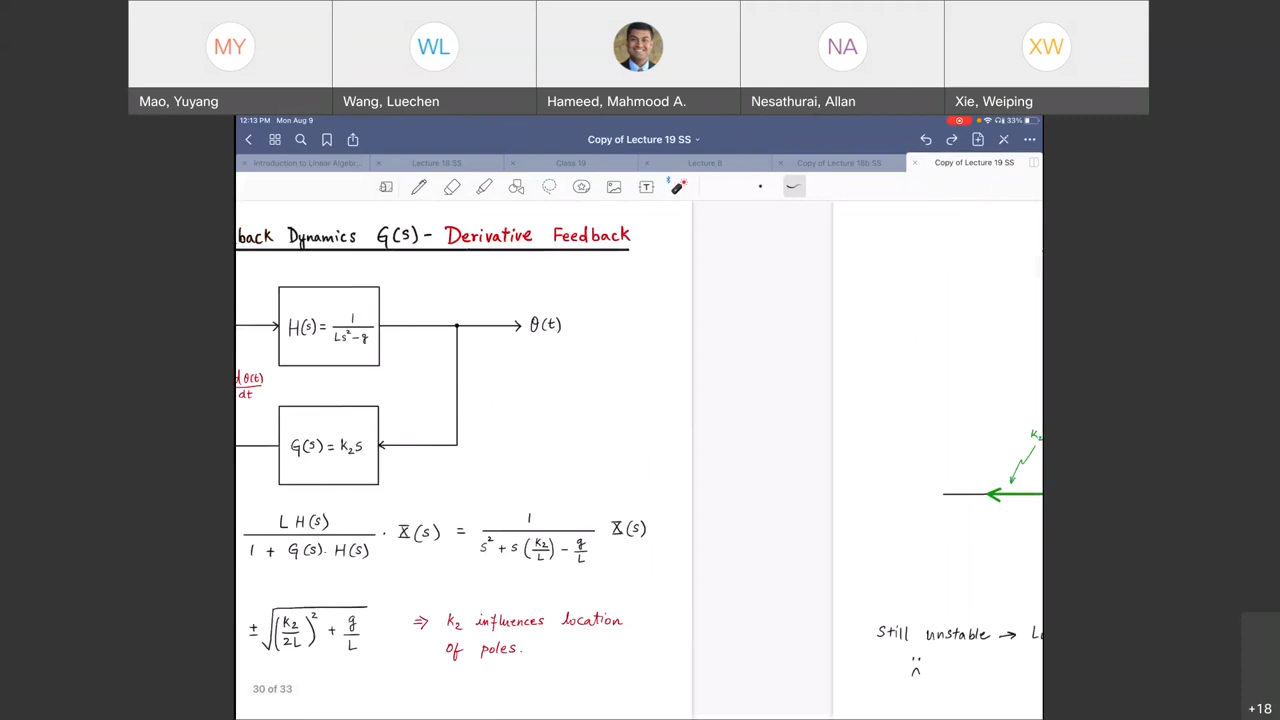 MY
WL
NA
XW
Mao, Yuyang
Wang, Luechen
Hameed, Mahmood A.
Nesathurai, Allan
Xie, Weiping
12:13 PM Mon Aug 9
33%
Copy of Lecture 19 SS
Introduction to Linear Algebr...
Lecture 18 SS
Class 19
Lecture 8
Copy of Lecture 18b SS
Copy of Lecture 19 SS
back Dynamics G(s) - Derivative Feedback
H(s) = 1 / (Ls² - g)
θ(t)
dθ(t)/dt
G(s) = k₂s
L H(s) / (1 + G(s). H(s)) · X(s) = 1 / (s² + s(k₂/L) - g/L) X(s)
± √((k₂/2L)² + g/L) ⇒ k₂ influences location
of poles.
30 of 33
k₂
Still unstable →
+18